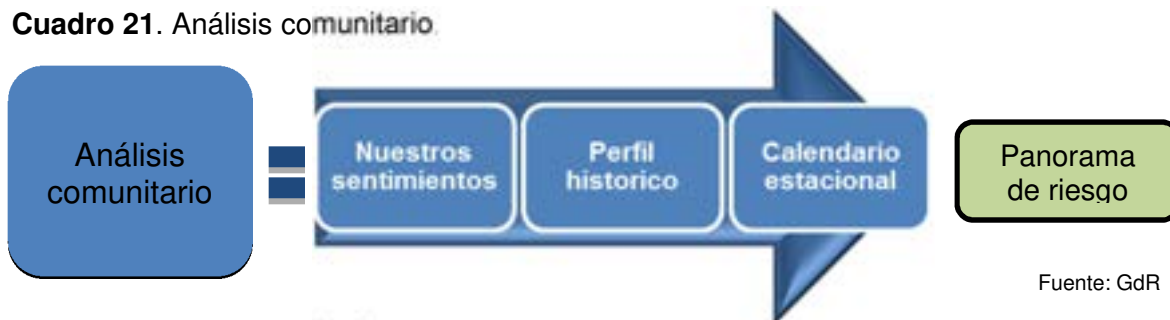 Cuadro 21. Análisis comunitario.
Análisis
comunitario
Nuestros
sentimientos
Perfil
historico
Calendario
estacional
Panorama
de riesgo
Fuente: GdR